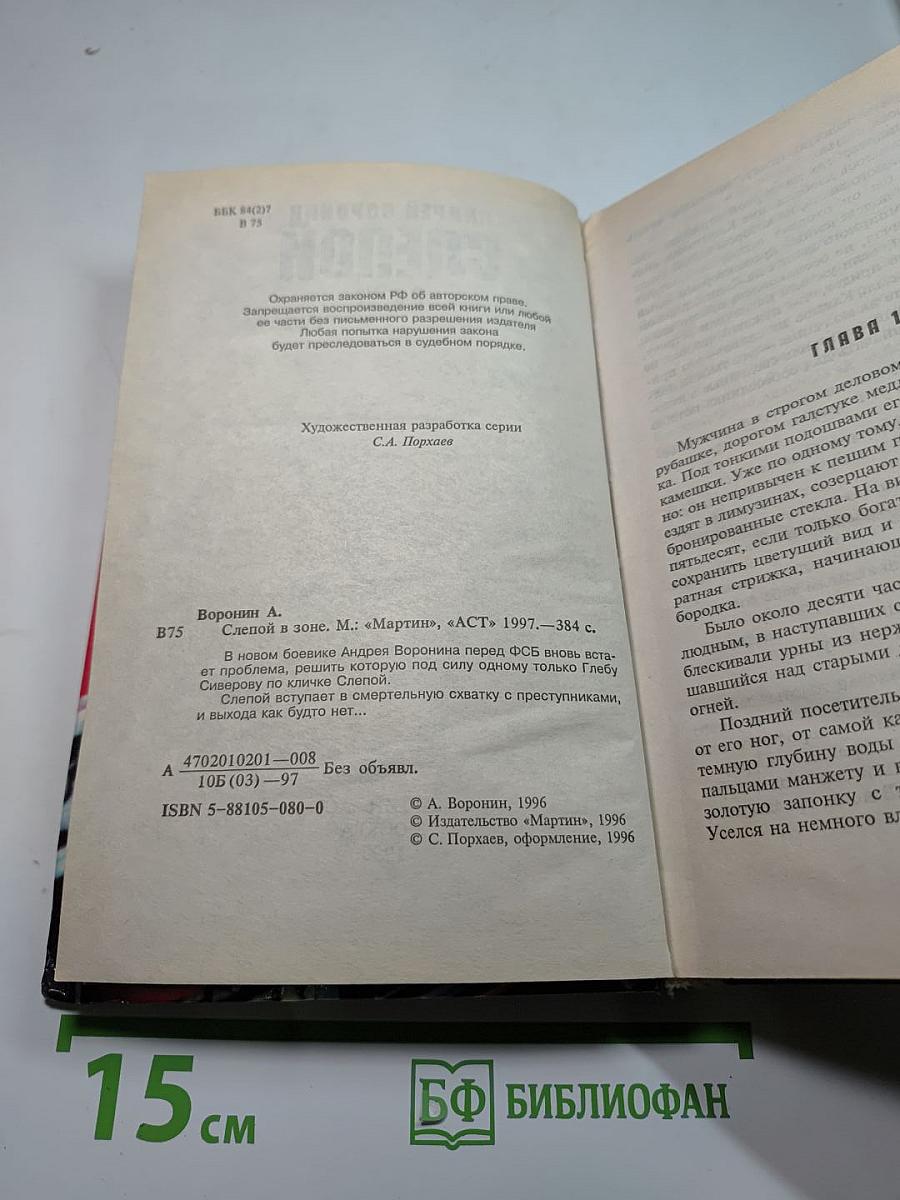 ББК 84(2)7
В 75
Охраняется законом РФ об авторском праве.
Запрещается воспроизведение всей книги или любой
ее части без письменного разрешения издателя
Любая попытка нарушения закона
будет преследоваться в судебном порядке.
Художественная разработка серии
С.А. Порхаев
Воронин А.
В75 Слепой в зоне. М.: «Мартин», «АСТ» 1997.—384 с.
В новом боевике Андрея Воронина перед ФСБ вновь вста-
ет проблема, решить которую под силу одному только Глебу
Сиверову по кличке Слепой.
Слепой вступает в смертельную схватку с преступниками,
и выхода как будто нет...
А 4702010201—008
10Б(03)—97 Без объявл.
ISBN 5-88105-080-0
© А. Воронин, 1996
© Издательство «Мартин», 1996
© С. Порхаев, оформление, 1996
ГЛАВА 1
Мужчина в строгом деловом
рубашке, дорогом галстуке
ка. Под тонкими подошвами
камешки. Уже по одному тому,
но: он непривычен к пешим
ездят в лимузинах, созерцают
бронированные стекла. На
пятьдесят, если только
сохранить цветущий вид и
ратная стрижка,
бородка.
Было около десяти
людным, в наступавших
блескивали урны из
шавшийся над старыми
огней.
Поздний
от его ног, от самой
темную глубину воды
пальцами манжету и
золотую запонку с
Уселся на немного
15 см
БФ БИБЛИОФАН